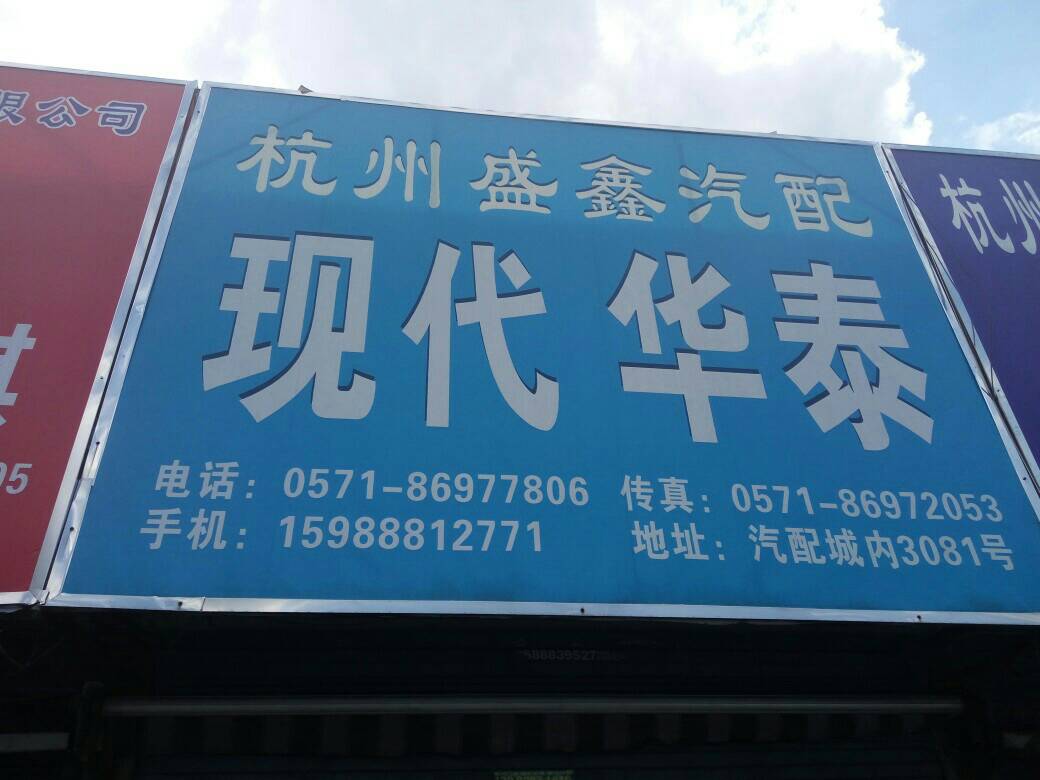 限公司
杭州盛鑫汽配
现代 华泰
电话：0571-86977806
手机：15988812771
传真：0571-86972053
地址：汽配城内3081号
杭州